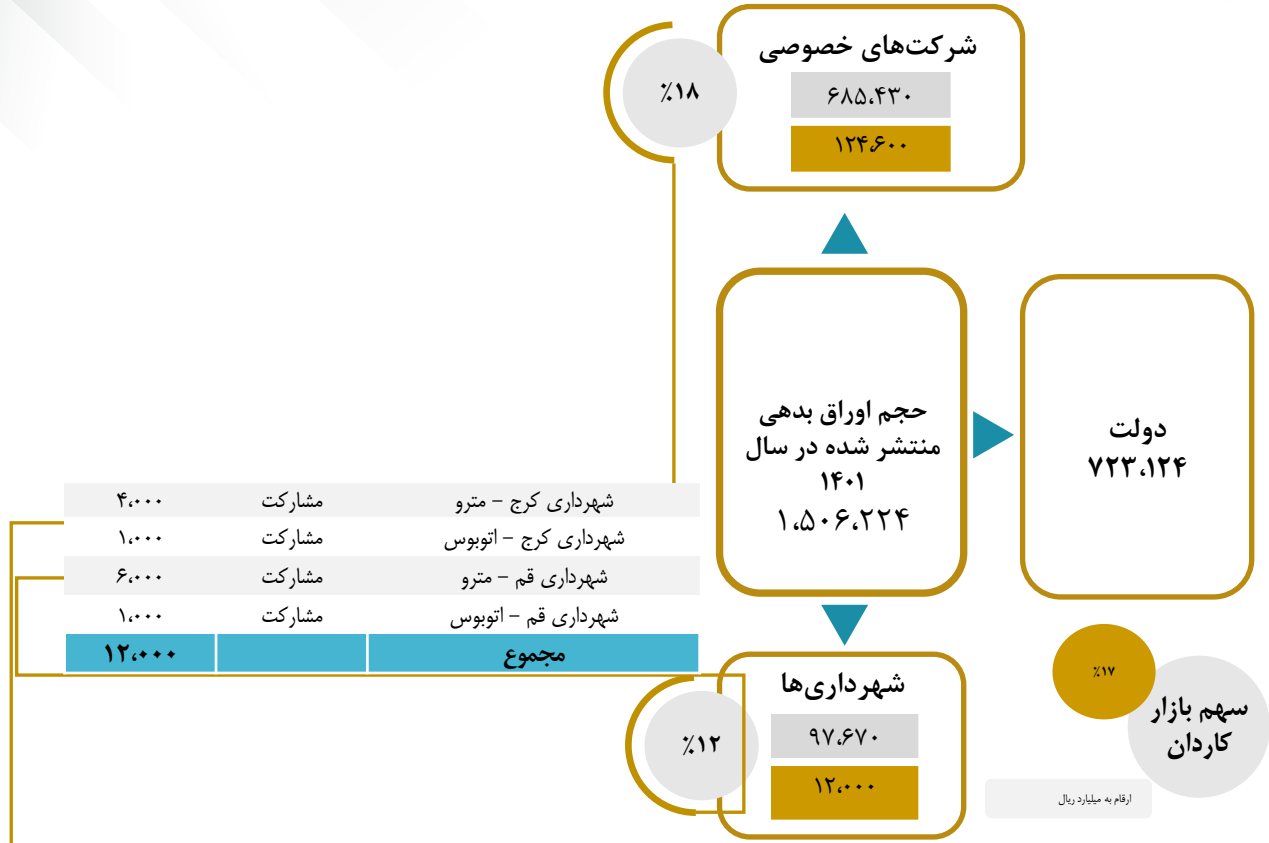 شرکت‌های خصوصی
٪۱۸
۶۸۵،۴۳۰
۱۲۴،۶۰۰
حجم اوراق بدهی
منتشر شده در سال
۱۴۰۱
۱،۵۰۶،۲۲۴
دولت
۷۲۳،۱۲۴
شهرداری کرج – مترو مشارکت ۴،۰۰۰
شهرداری کرج – اتوبوس مشارکت ۱،۰۰۰
شهرداری قم – مترو مشارکت ۶،۰۰۰
شهرداری قم – اتوبوس مشارکت ۱،۰۰۰
مجموع ۱۲،۰۰۰
شهرداری‌ها
٪۱۲
۹۷،۶۷۰
۱۲،۰۰۰
٪۱۷
سهم بازار
کاردان
ارقام به میلیارد ریال